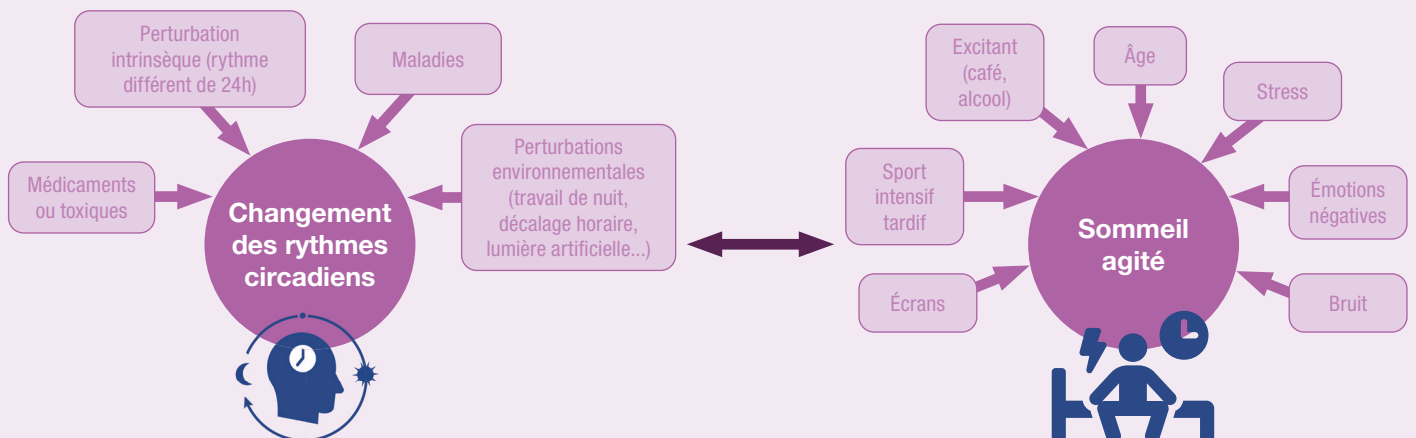 Perturbation
intrinsèque (rythme
différent de 24h)
Maladies
Médicaments
ou toxiques
Perturbations
environnementales
(travail de nuit,
décalage horaire,
lumière artificielle...)
Changement
des rythmes
circadiens
Excitant
(café,
alcool)
Âge
Stress
Sport
intensif
tardif
Émotions
négatives
Écrans
Bruit
Sommeil
agité